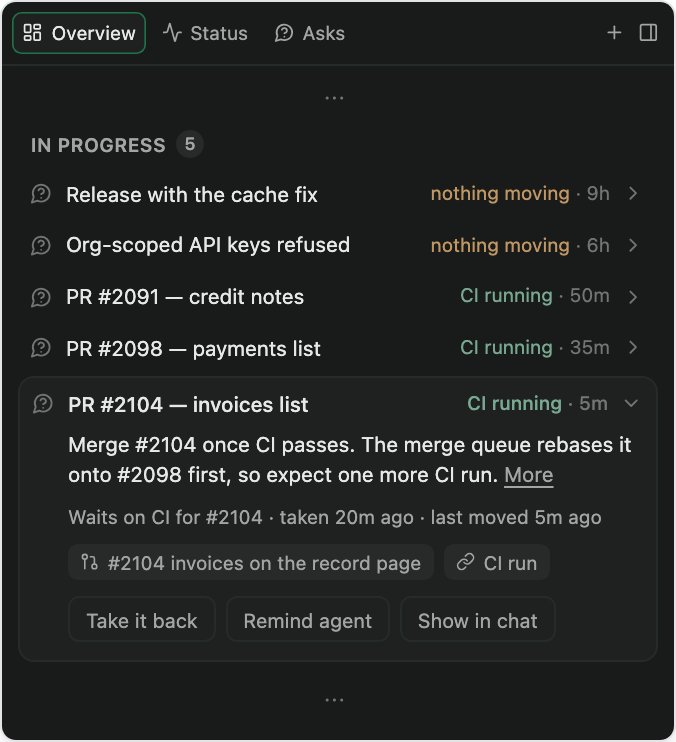 Overview Status Asks
...
IN PROGRESS 5
Release with the cache fix nothing moving · 9h
Org-scoped API keys refused nothing moving · 6h
PR #2091 — credit notes CI running · 50m
PR #2098 — payments list CI running · 35m
PR #2104 — invoices list CI running · 5m
Merge #2104 once CI passes. The merge queue rebases it
onto #2098 first, so expect one more CI run. More
Waits on CI for #2104 · taken 20m ago · last moved 5m ago
#2104 invoices on the record page CI run
Take it back Remind agent Show in chat
...